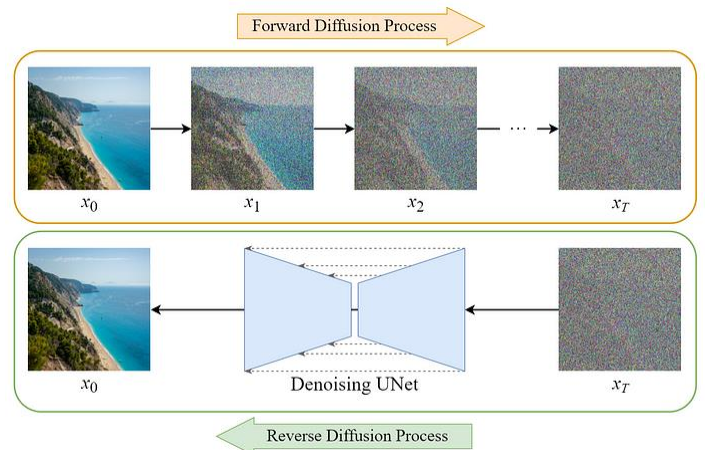 Forward Diffusion Process
...
x0 x1 x2 xT
x0 Denoising UNet xT
Reverse Diffusion Process